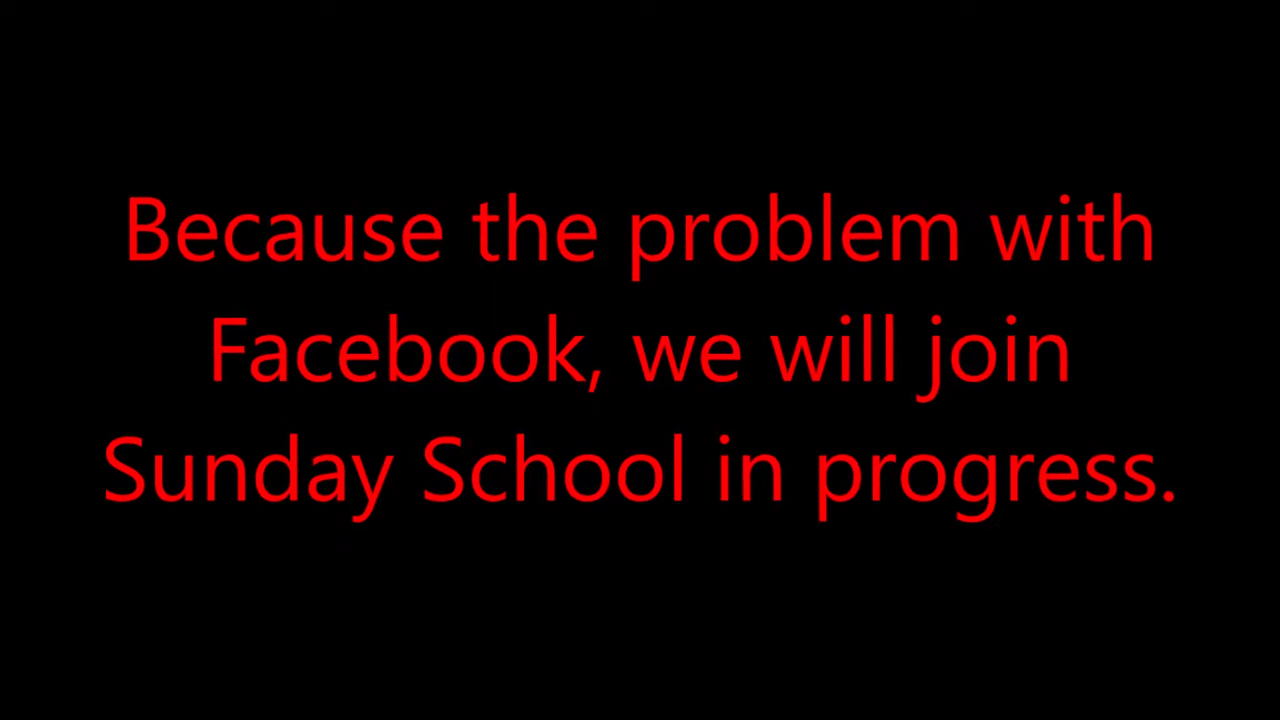 Because the problem with
Facebook, we will join
Sunday School in progress.